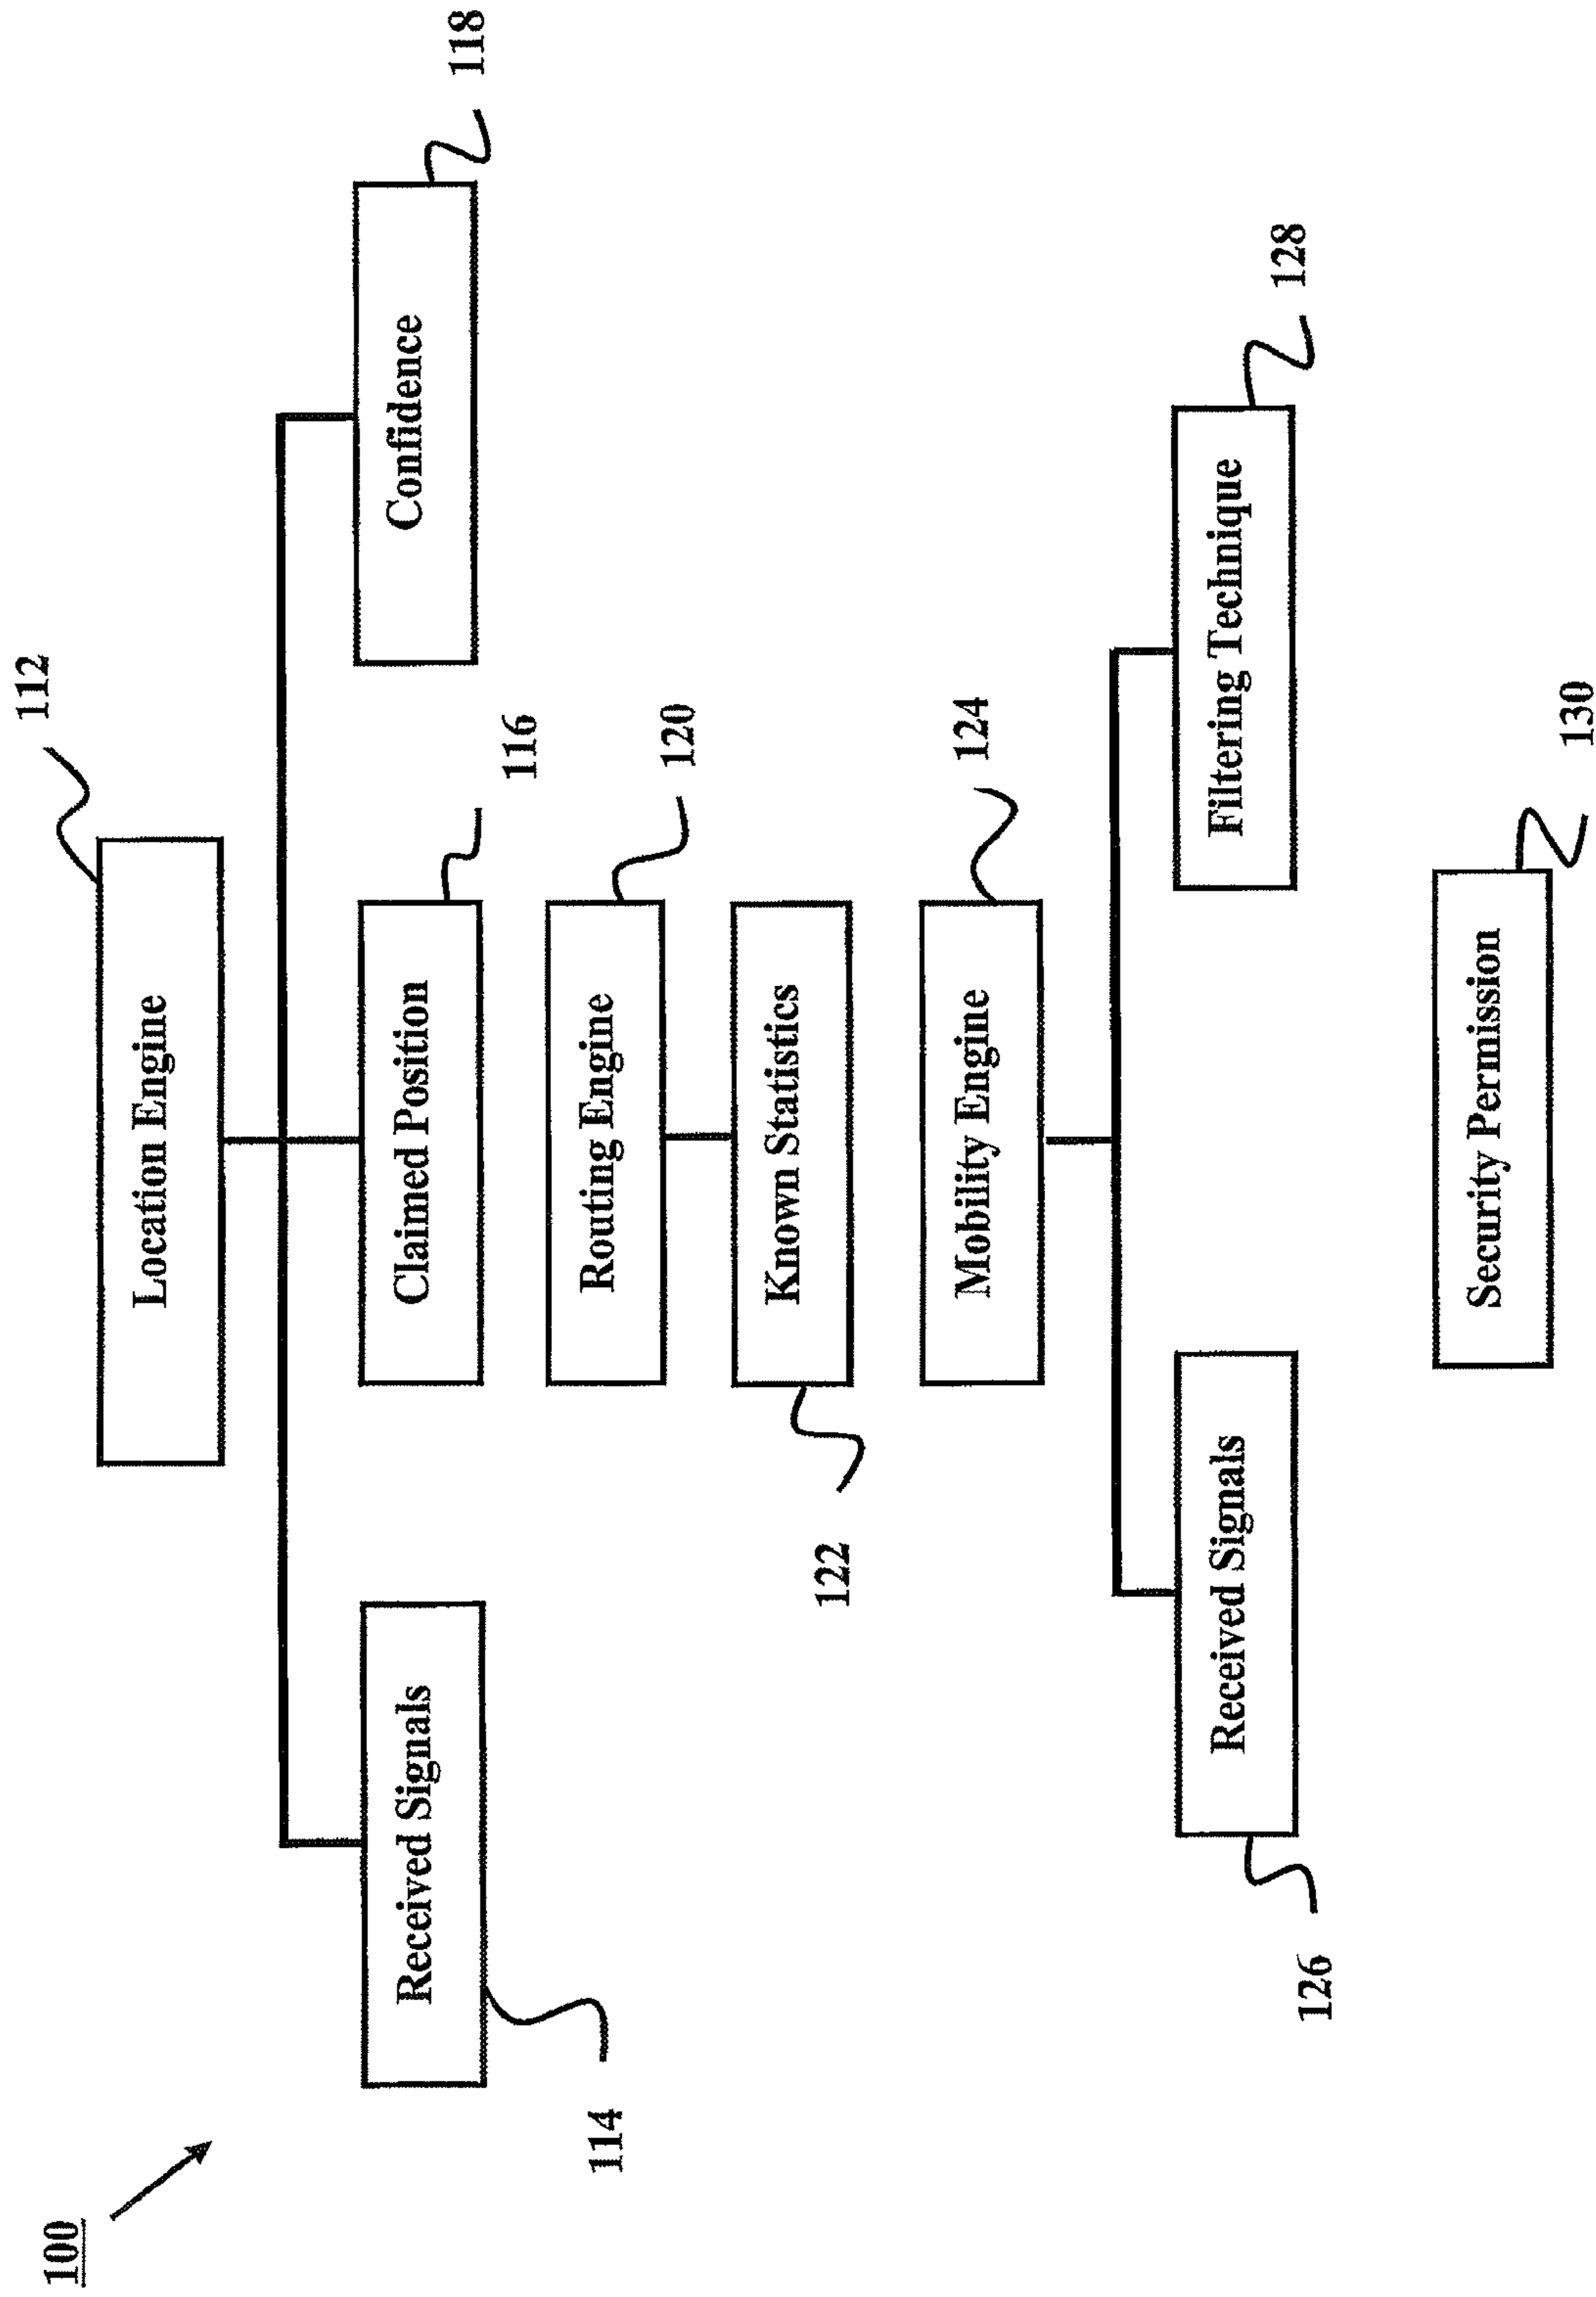 100
112
Location Engine
Received Signals
Claimed Position
Confidence
114
116
118
Routing Engine
120
Known Statistics
122
Mobility Engine
124
Received Signals
Filtering Technique
126
128
Security Permission
130